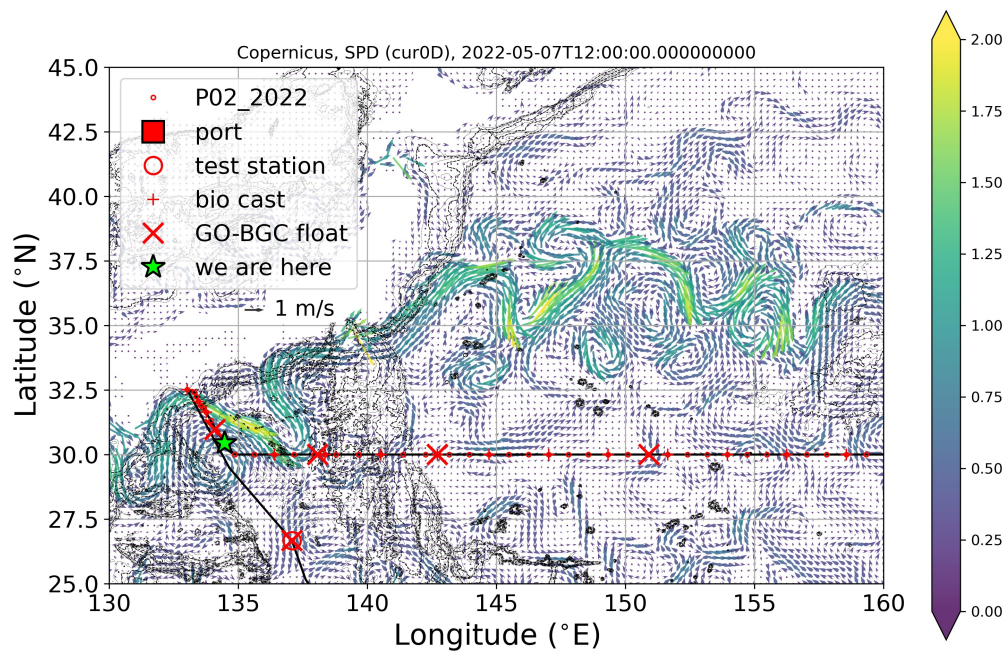 Copernicus, SPD (cur0D), 2022-05-07T12:00:00.000000000
45.0
42.5
40.0
37.5
35.0
32.5
30.0
27.5
25.0
Latitude (°N)
P02_2022
port
test station
bio cast
GO-BGC float
we are here
1 m/s
130
135
140
145
150
155
160
Longitude (°E)
2.00
1.75
1.50
1.25
1.00
0.75
0.50
0.25
0.00